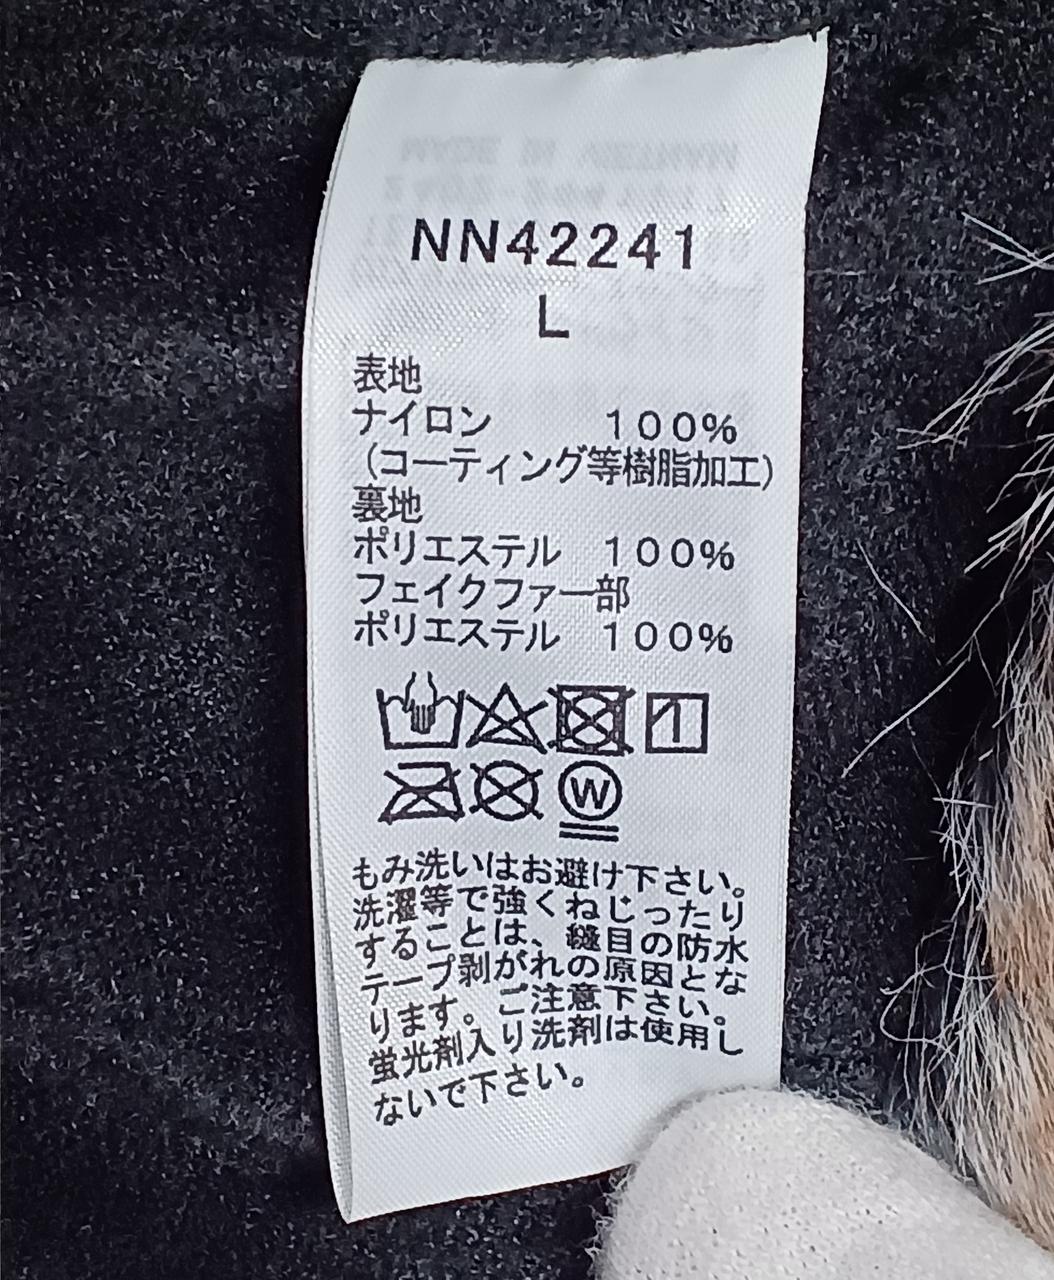 NN42241
L
表地
ナイロン 100%
(コーティング等樹脂加工)
裏地
ポリエステル 100%
フェイクファー部
ポリエステル 100%
W
もみ洗いはお避け下さい。
洗濯等で強くねじったり
することは、縫目の防水
テープ剥がれの原因とな
ります。ご注意下さい。
蛍光剤入り洗剤は使用し
ないで下さい。